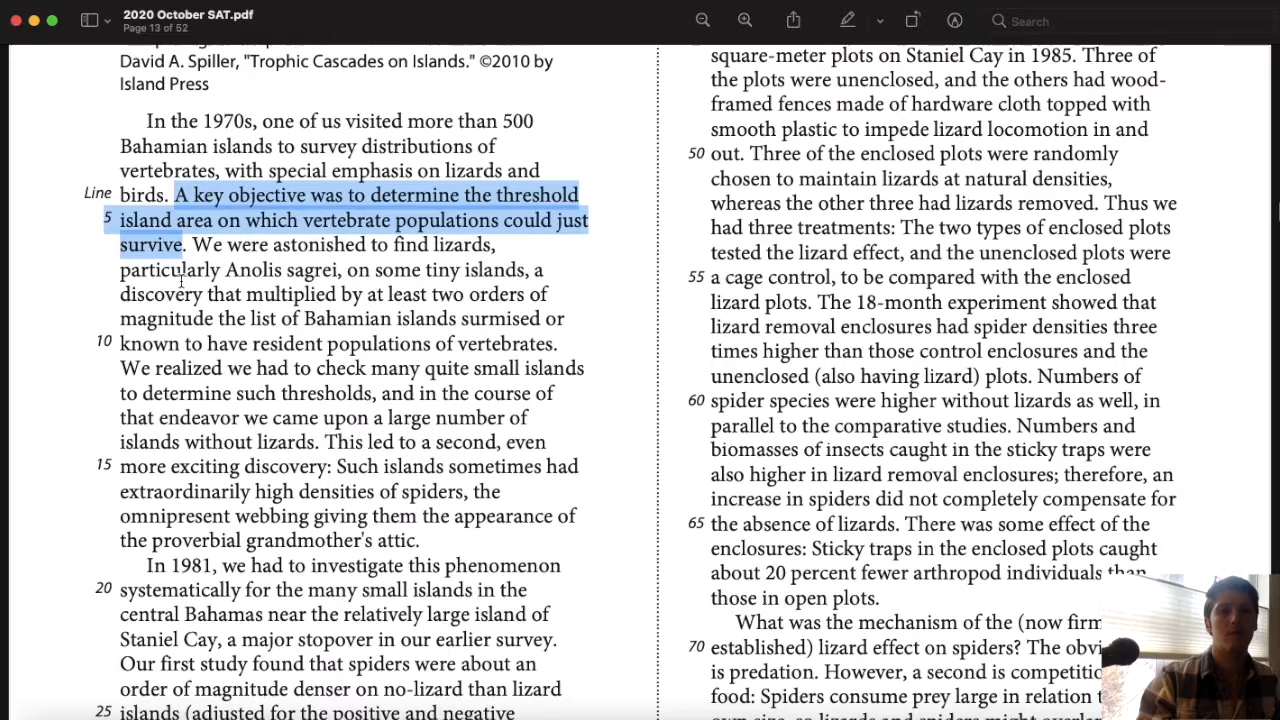 2020 October SAT.pdf
Page 13 of 52
Search
David A. Spiller, "Trophic Cascades on Islands." ©2010 by
Island Press
In the 1970s, one of us visited more than 500
Bahamian islands to survey distributions of
vertebrates, with special emphasis on lizards and
Line birds. A key objective was to determine the threshold
5 island area on which vertebrate populations could just
survive. We were astonished to find lizards,
particularly Anolis sagrei, on some tiny islands, a
discovery that multiplied by at least two orders of
magnitude the list of Bahamian islands surmised or
10 known to have resident populations of vertebrates.
We realized we had to check many quite small islands
to determine such thresholds, and in the course of
that endeavor we came upon a large number of
islands without lizards. This led to a second, even
15 more exciting discovery: Such islands sometimes had
extraordinarily high densities of spiders, the
omnipresent webbing giving them the appearance of
the proverbial grandmother's attic.
In 1981, we had to investigate this phenomenon
20 systematically for the many small islands in the
central Bahamas near the relatively large island of
Staniel Cay, a major stopover in our earlier survey.
Our first study found that spiders were about an
order of magnitude denser on no-lizard than lizard
25 islands (adjusted for the positive and negative
square-meter plots on Staniel Cay in 1985. Three of
the plots were unenclosed, and the others had wood-
framed fences made of hardware cloth topped with
smooth plastic to impede lizard locomotion in and
50 out. Three of the enclosed plots were randomly
chosen to maintain lizards at natural densities,
whereas the other three had lizards removed. Thus we
had three treatments: The two types of enclosed plots
tested the lizard effect, and the unenclosed plots were
55 a cage control, to be compared with the enclosed
lizard plots. The 18-month experiment showed that
lizard removal enclosures had spider densities three
times higher than those control enclosures and the
unenclosed (also having lizard) plots. Numbers of
60 spider species were higher without lizards as well, in
parallel to the comparative studies. Numbers and
biomasses of insects caught in the sticky traps were
also higher in lizard removal enclosures; therefore, an
increase in spiders did not completely compensate for
65 the absence of lizards. There was some effect of the
enclosures: Sticky traps in the enclosed plots caught
about 20 percent fewer arthropod individuals than
those in open plots.
What was the mechanism of the (now firm
70 established) lizard effect on spiders? The obvi
is predation. However, a second is competitio
food: Spiders consume prey large in relation t